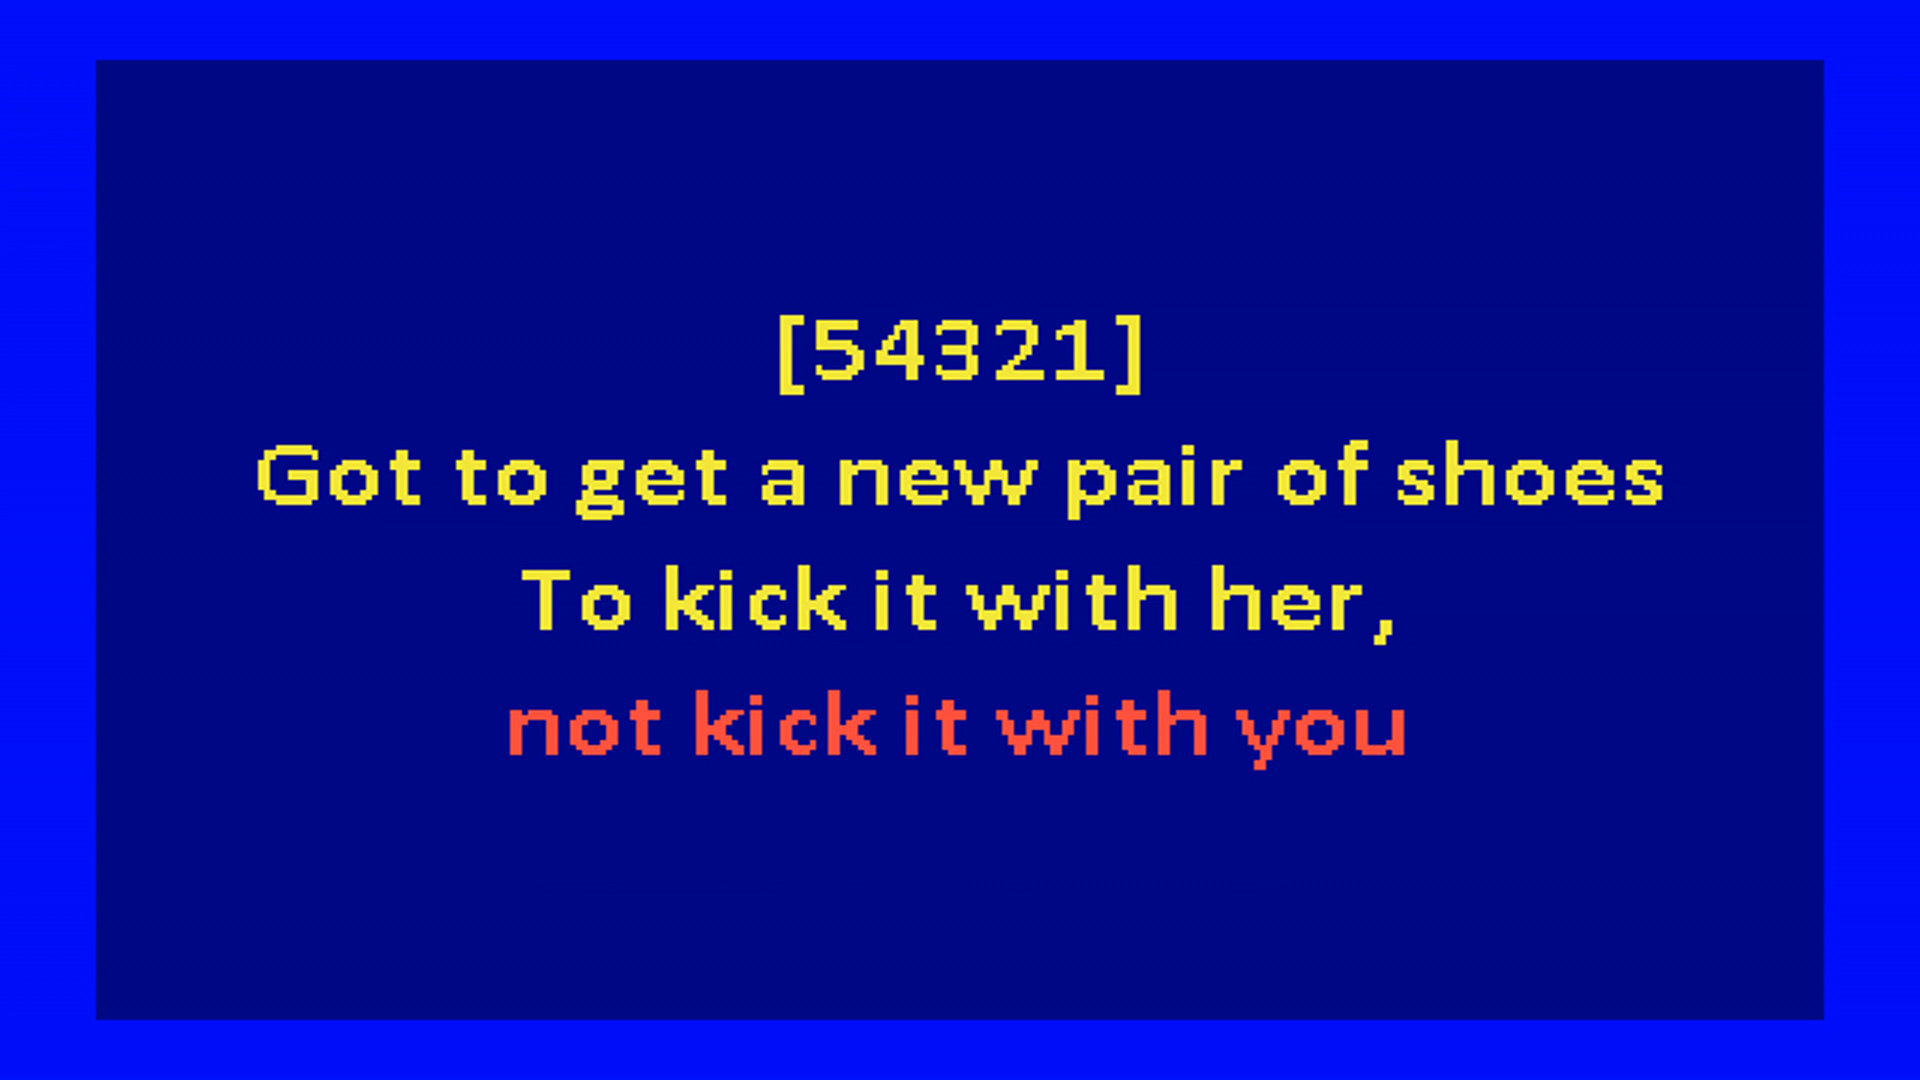 [54321]
Got to get a new pair of shoes
To kick it with her,
not kick it with you